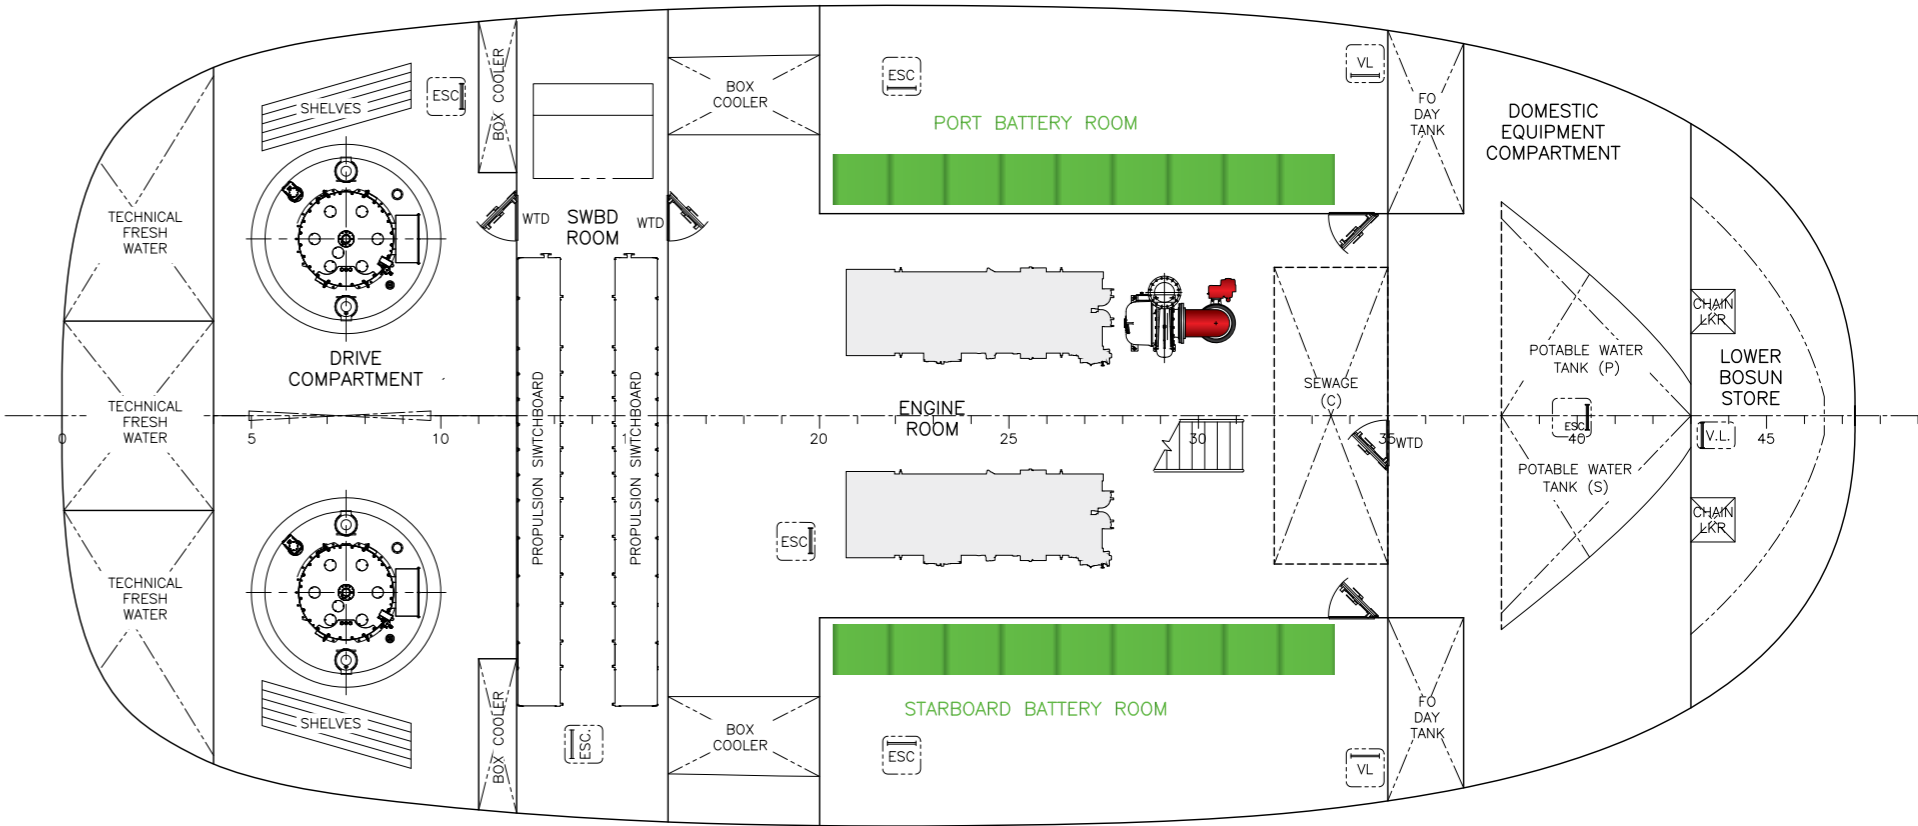 TECHNICAL
FRESH
WATER
TECHNICAL
FRESH
WATER
TECHNICAL
FRESH
WATER
SHELVES
ESC
BOX COOLER
DRIVE
COMPARTMENT
SHELVES
BOX COOLER
WTD
SWBD
ROOM
WTD
PROPULSION SIWTCHBOARD
PROPULSION SIWTCHBOARD
ESC.
BOX
COOLER
BOX
COOLER
ESC
ESC
VL
PORT BATTERY ROOM
ENGINE
ROOM
SEWAGE
(C)
WTD
STARBOARD BATTERY ROOM
ESC
VL
FO
DAY
TANK
FO
DAY
TANK
DOMESTIC
EQUIPMENT
COMPARTMENT
POTABLE WATER
TANK (P)
ESC
POTABLE WATER
TANK (S)
CHAIN
LKR
LOWER
BOSUN
STORE
V.L.
CHAIN
LKR
0
5
10
1
20
25
30
35
40
45